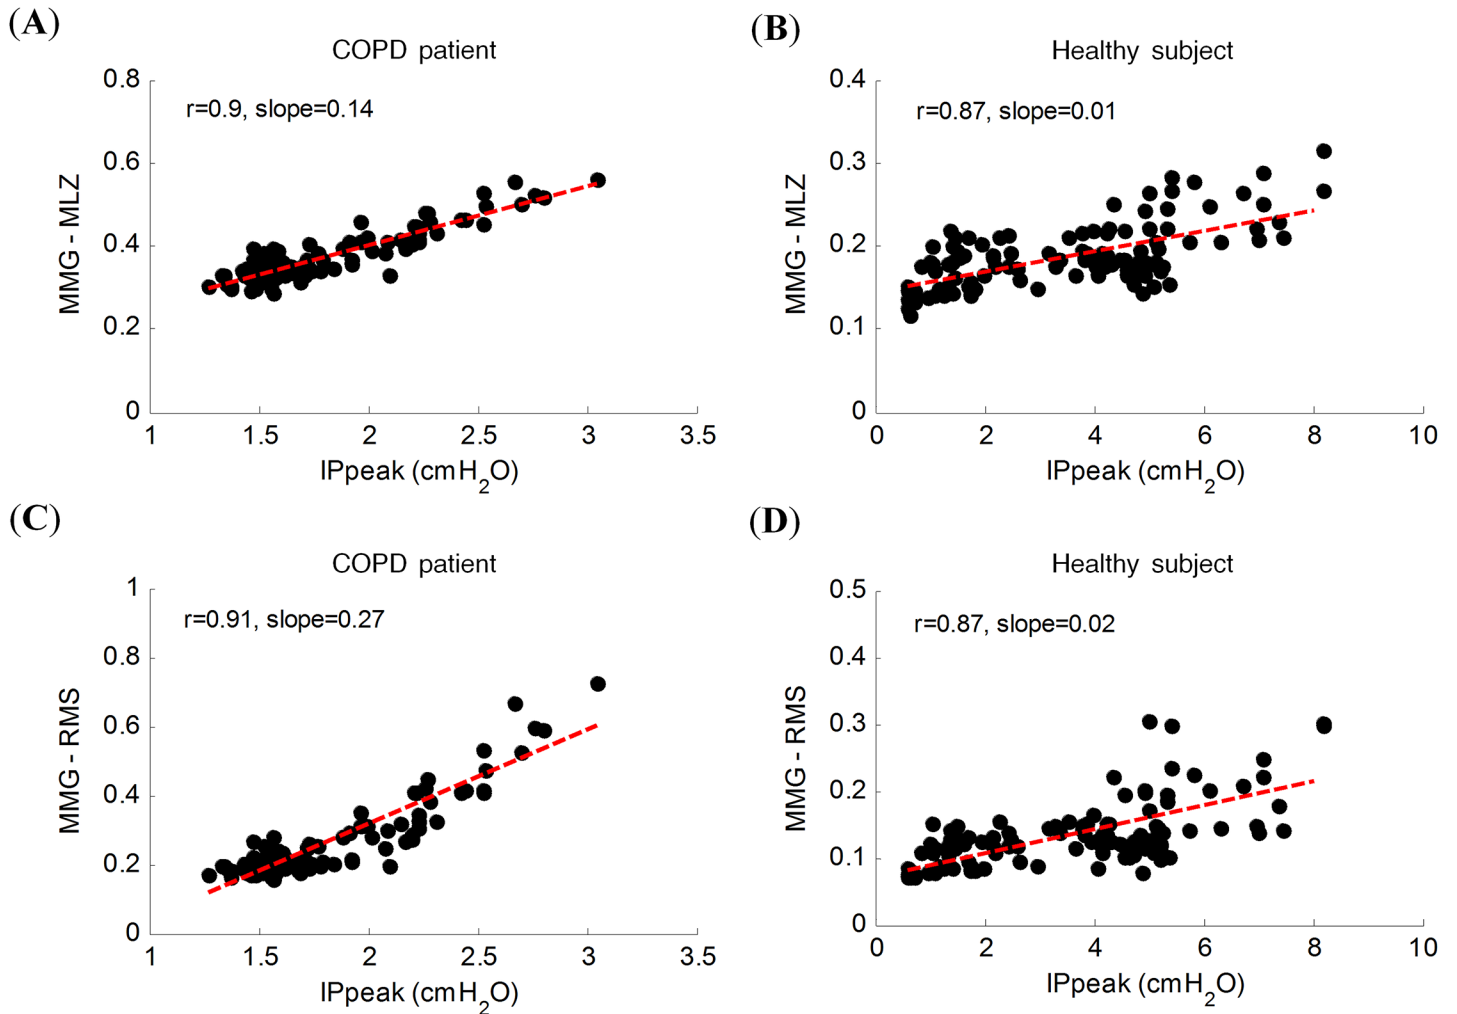 (A)
COPD patient
r=0.9, slope=0.14
MMG - MLZ
0.8
0.6
0.4
0.2
0
1 1.5 2 2.5 3 3.5
IPpeak (cmH₂O)
(B)
Healthy subject
r=0.87, slope=0.01
MMG - MLZ
0.4
0.3
0.2
0.1
0
0 2 4 6 8 10
IPpeak (cmH₂O)
(C)
COPD patient
r=0.91, slope=0.27
MMG - RMS
1
0.8
0.6
0.4
0.2
0
1 1.5 2 2.5 3 3.5
IPpeak (cmH₂O)
(D)
Healthy subject
r=0.87, slope=0.02
MMG - RMS
0.5
0.4
0.3
0.2
0.1
0
0 2 4 6 8 10
IPpeak (cmH₂O)